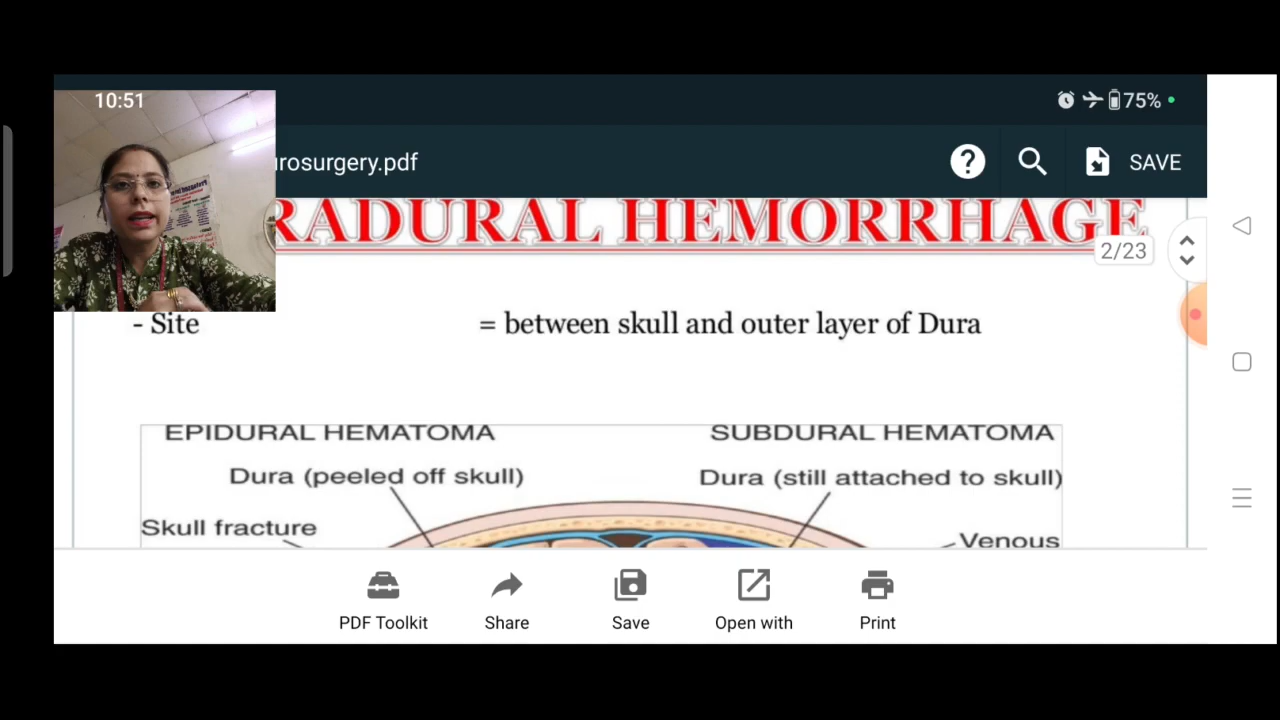 10:51
75%
rosurgery.pdf
SAVE
RADURAL HEMORRHAGE
2/23
- Site = between skull and outer layer of Dura
EPIDURAL HEMATOMA SUBDURAL HEMATOMA
Dura (peeled off skull) Dura (still attached to skull)
Skull fracture
Venous
PDF Toolkit Share Save Open with Print